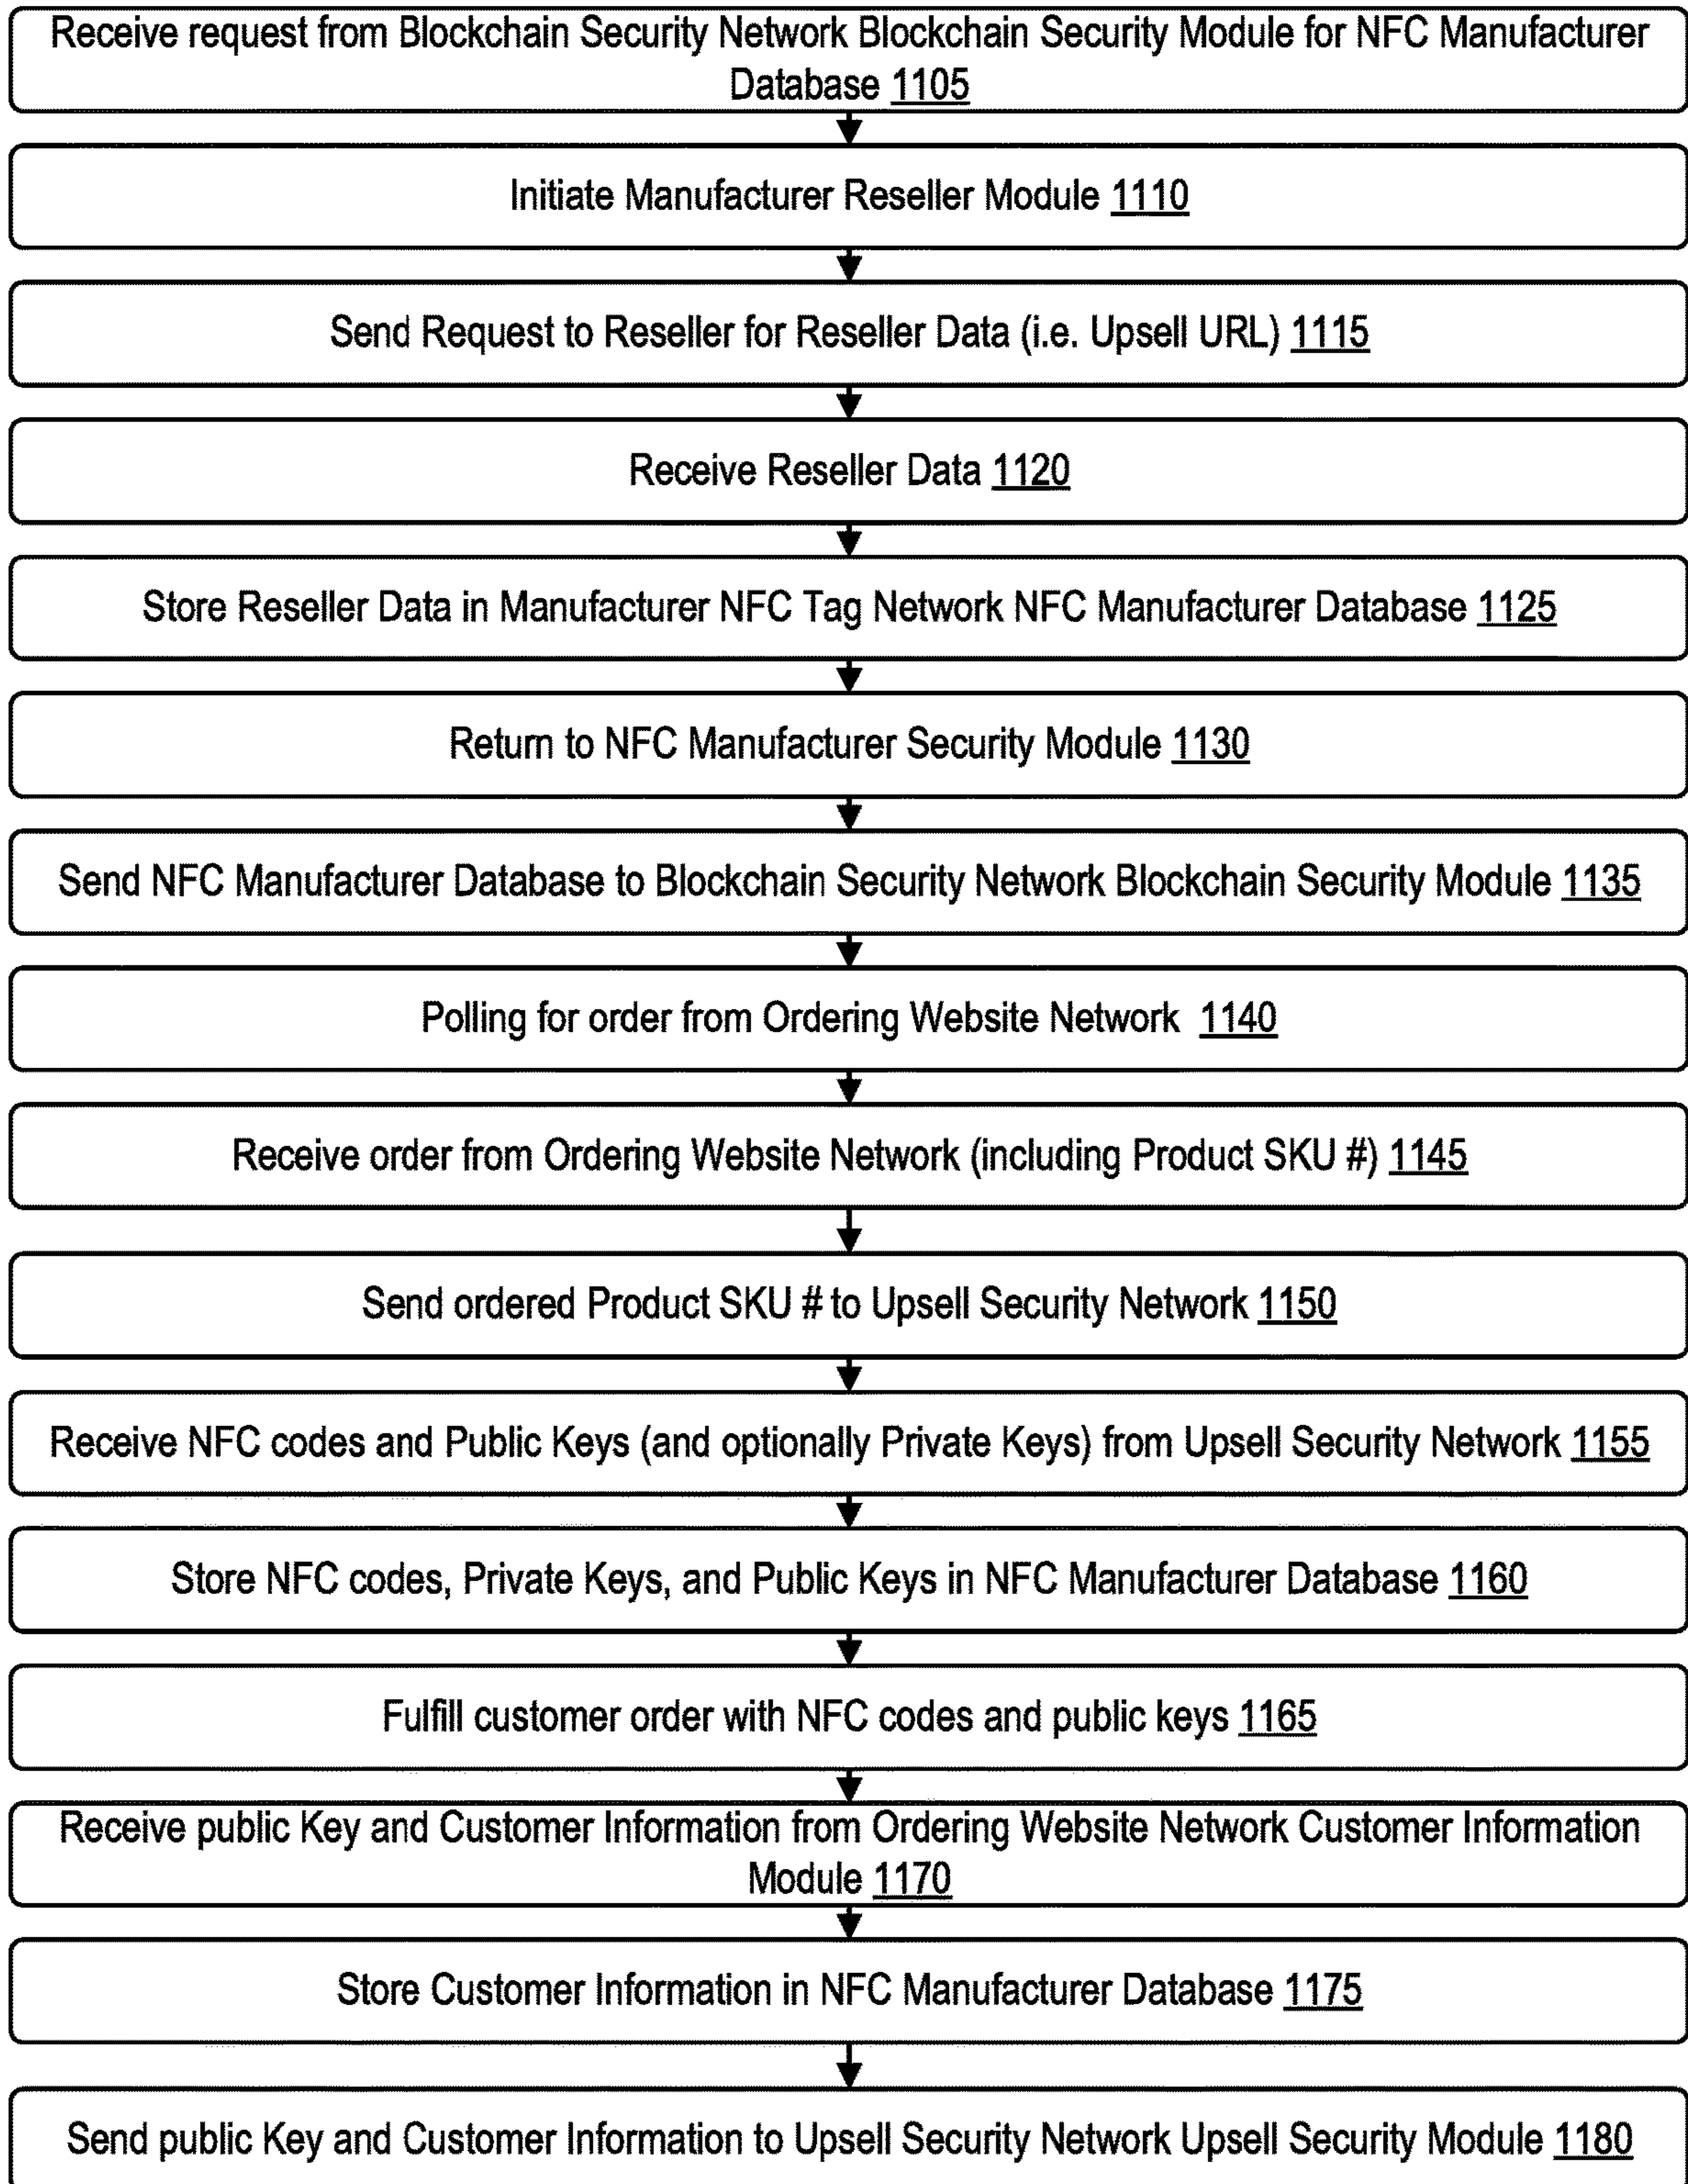 Receive request from Blockchain Security Network Blockchain Security Module for NFC Manufacturer
Database 1105
Initiate Manufacturer Reseller Module 1110
Send Request to Reseller for Reseller Data (i.e. Upsell URL) 1115
Receive Reseller Data 1120
Store Reseller Data in Manufacturer NFC Tag Network NFC Manufacturer Database 1125
Return to NFC Manufacturer Security Module 1130
Send NFC Manufacturer Database to Blockchain Security Network Blockchain Security Module 1135
Polling for order from Ordering Website Network 1140
Receive order from Ordering Website Network (including Product SKU #) 1145
Send ordered Product SKU # to Upsell Security Network 1150
Receive NFC codes and Public Keys (and optionally Private Keys) from Upsell Security Network 1155
Store NFC codes, Private Keys, and Public Keys in NFC Manufacturer Database 1160
Fulfill customer order with NFC codes and public keys 1165
Receive public Key and Customer Information from Ordering Website Network Customer Information
Module 1170
Store Customer Information in NFC Manufacturer Database 1175
Send public Key and Customer Information to Upsell Security Network Upsell Security Module 1180